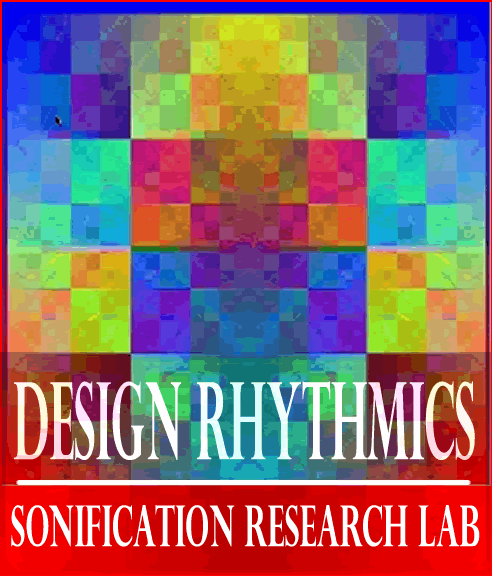 DESIGN RHYTHMICS
SONIFICATION RESEARCH LAB